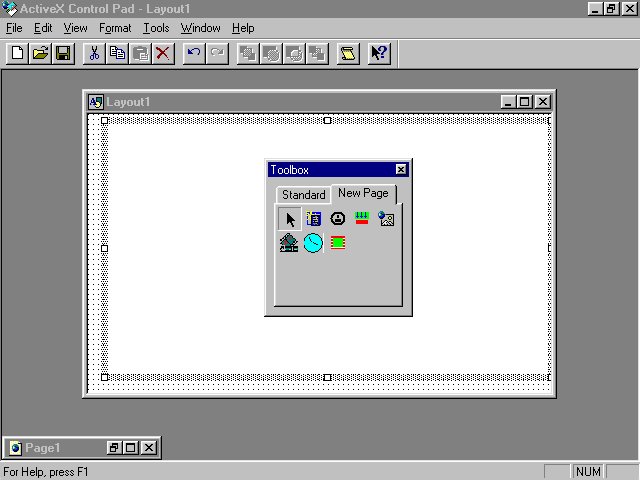 ActiveX Control Pad - Layout1
File Edit View Format Tools Window Help
Layout1
Toolbox
Standard New Page
Page1
For Help, press F1 NUM